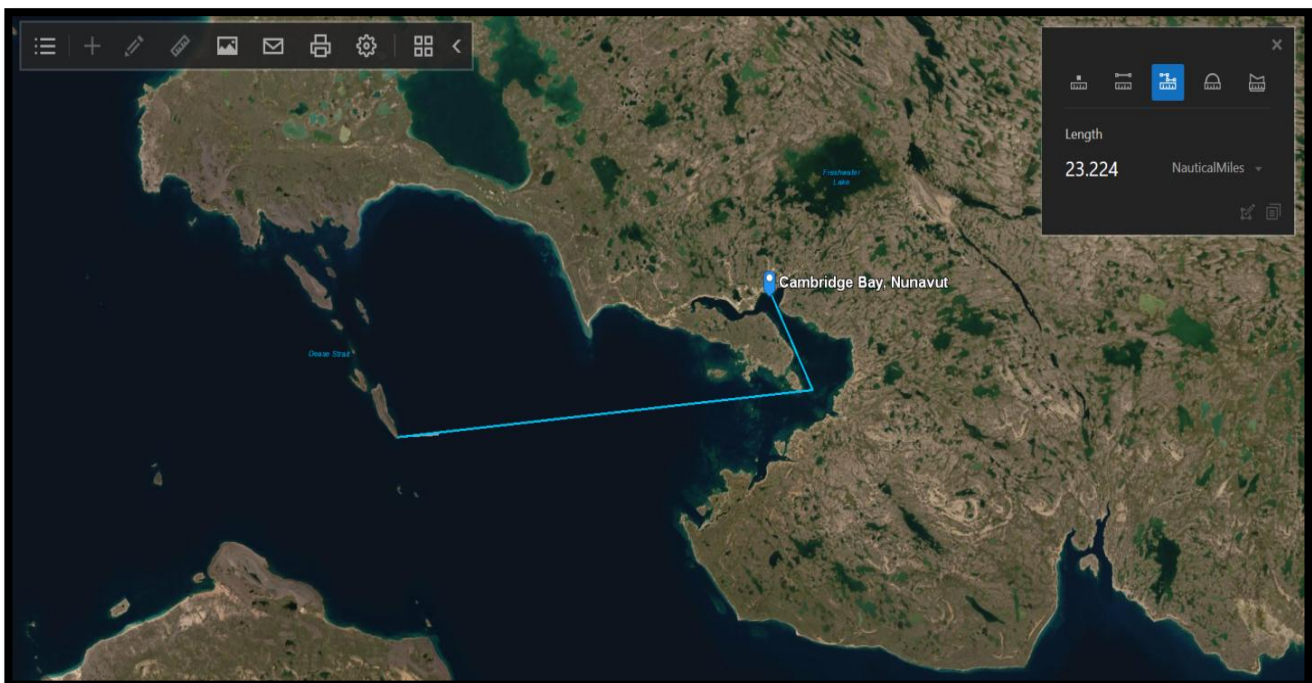 Length
23.224 NauticalMiles
Freshwater
Lake
Cambridge Bay, Nunavut
Dease Strait